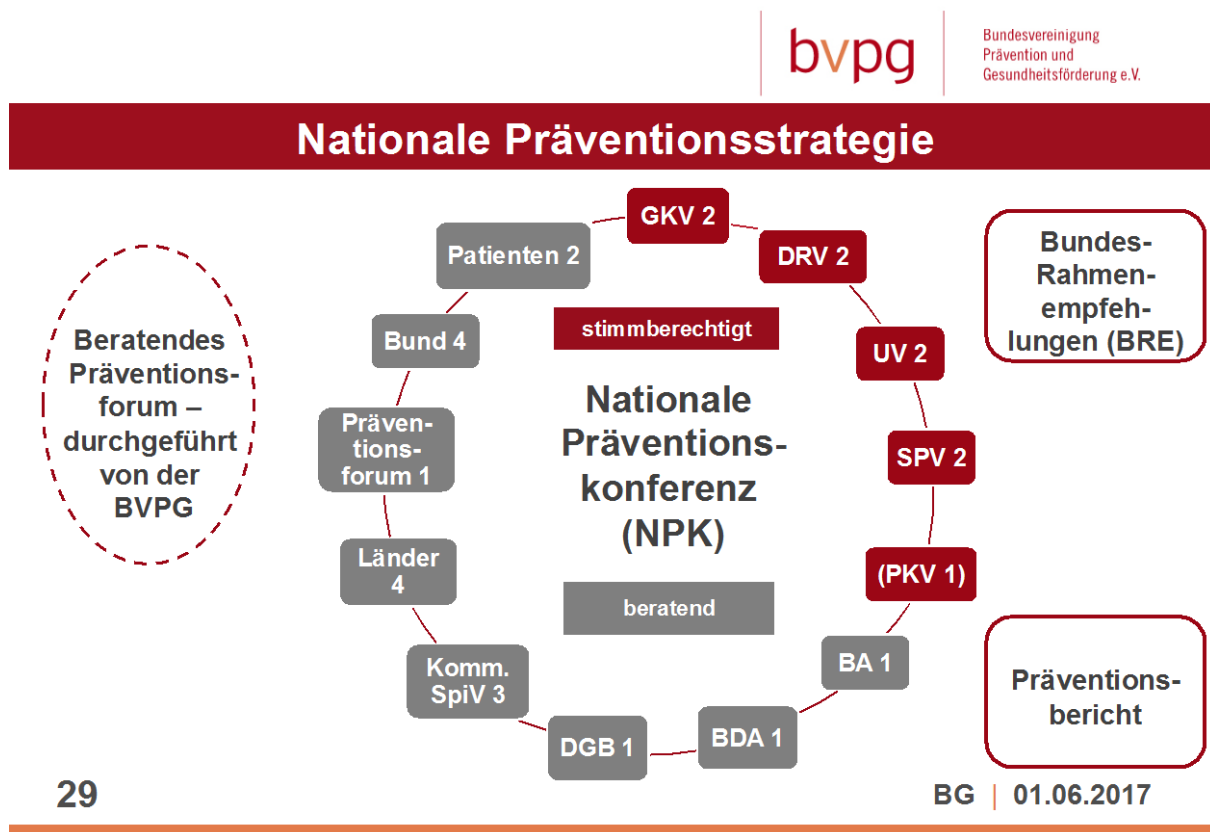 bvpg
Bundesvereinigung
Prävention und
Gesundheitsförderung e.V.
Nationale Präventionsstrategie
Beratendes
Präventions-
forum –
durchgeführt
von der
BVPG
GKV 2
DRV 2
UV 2
SPV 2
(PKV 1)
BA 1
BDA 1
DGB 1
Komm.
SpiV 3
Länder
4
Präven-
tions-
forum 1
Bund 4
Patienten 2
stimmberechtigt
Nationale
Präventions-
konferenz
(NPK)
beratend
Bundes-
Rahmen-
empfeh-
lungen (BRE)
Präventions-
bericht
29
BG | 01.06.2017